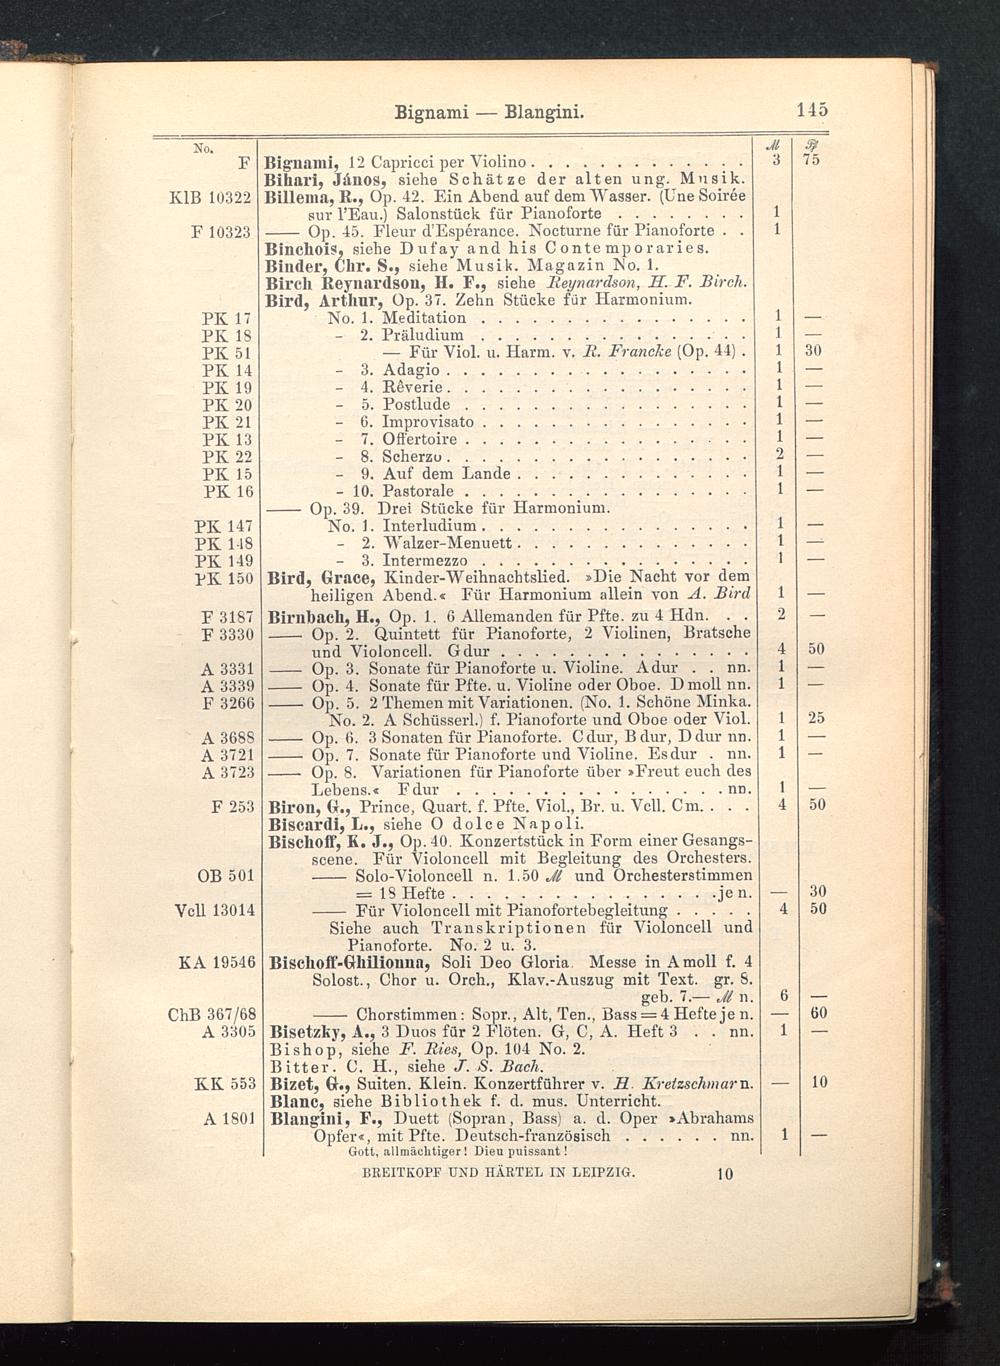 Bignami — Blangini. 145
No. ℳ ₰
F Bignami, 12 Capricci per Violino . . . . . . . . . . . . . 3 75
Bihari, János, siehe Schätze der alten ung. Musik.
KlB 10322 Billema, R., Op. 42. Ein Abend auf dem Wasser. (Une Soirée
sur l'Eau.) Salonstück für Pianoforte . . . . . . . . 1
F 10323 —— Op. 45. Fleur d'Espérance. Nocturne für Pianoforte . . 1
Binchois, siehe Dufay and his Contemporaries.
Binder, Chr. S., siehe Musik. Magazin No. 1.
Birch Reynardson, H. F., siehe Reynardson, H. F. Birch.
Bird, Arthur, Op. 37. Zehn Stücke für Harmonium.
PK 17 No. 1. Meditation . . . . . . . . . . . . . . . . 1 —
PK 18 - 2. Präludium . . . . . . . . . . . . . . . . 1 —
PK 51 — Für Viol. u. Harm. v. R. Francke (Op. 44) . 1 30
PK 14 - 3. Adagio . . . . . . . . . . . . . . . . . 1 —
PK 19 - 4. Rêverie . . . . . . . . . . . . . . . . . 1 —
PK 20 - 5. Postlude . . . . . . . . . . . . . . . . 1 —
PK 21 - 6. Improvisato . . . . . . . . . . . . . . . 1 —
PK 13 - 7. Offertoire . . . . . . . . . . . . . . . . 1 —
PK 22 - 8. Scherzo . . . . . . . . . . . . . . . . . 2 —
PK 15 - 9. Auf dem Lande . . . . . . . . . . . . . 1 —
PK 16 - 10. Pastorale . . . . . . . . . . . . . . . . 1 —
—— Op. 39. Drei Stücke für Harmonium.
PK 147 No. 1. Interludium . . . . . . . . . . . . . . . 1 —
PK 148 - 2. Walzer-Menuett . . . . . . . . . . . . . 1 —
PK 149 - 3. Intermezzo . . . . . . . . . . . . . . . 1 —
PK 150 Bird, Grace, Kinder-Weihnachtslied. »Die Nacht vor dem
heiligen Abend.« Für Harmonium allein von A. Bird 1 —
F 3187 Birnbach, H., Op. 1. 6 Allemanden für Pfte. zu 4 Hdn. . . 2 —
F 3330 —— Op. 2. Quintett für Pianoforte, 2 Violinen, Bratsche
und Violoncell. G dur . . . . . . . . . . . . . . 4 50
A 3331 —— Op. 3. Sonate für Pianoforte u. Violine. A dur . . nn. 1 —
A 3339 —— Op. 4. Sonate für Pfte. u. Violine oder Oboe. D moll nn. 1 —
F 3266 —— Op. 5. 2 Themen mit Variationen. (No. 1. Schöne Minka.
No. 2. A Schüsserl.) f. Pianoforte und Oboe oder Viol. 1 25
A 3688 —— Op. 6. 3 Sonaten für Pianoforte. C dur, B dur, D dur nn. 1 —
A 3721 —— Op. 7. Sonate für Pianoforte und Violine. Es dur . nn. 1 —
A 3723 —— Op. 8. Variationen für Pianoforte über »Freut euch des
Lebens.« F dur . . . . . . . . . . . . . . . nn. 1 —
F 253 Biron, G., Prince, Quart. f. Pfte. Viol., Br. u. Vcll. Cm. . . . 4 50
Biscardi, L., siehe O dolce Napoli.
Bischoff, K. J., Op. 40. Konzertstück in Form einer Gesangs-
scene. Für Violoncell mit Begleitung des Orchesters.
OB 501 —— Solo-Violoncell n. 1.50 ℳ und Orchesterstimmen
= 18 Hefte . . . . . . . . . . . . . . . je n. — 30
Vcll 13014 —— Für Violoncell mit Pianofortebegleitung . . . . . 4 50
Siehe auch Transkriptionen für Violoncell und
Pianoforte. No. 2 u. 3.
KA 19546 Bischoff-Ghilionna, Soli Deo Gloria. Messe in A moll f. 4
Solost., Chor u. Orch., Klav.-Auszug mit Text. gr. 8.
geb. 7.— ℳ n. 6 —
ChB 367/68 —— Chorstimmen: Sopr., Alt, Ten., Bass = 4 Hefte je n. — 60
A 3305 Bisetzky, A., 3 Duos für 2 Flöten. G, C, A. Heft 3 . . nn. 1 —
Bishop, siehe F. Ries, Op. 104 No. 2.
Bitter. C. H., siehe J. S. Bach.
KK 553 Bizet, G., Suiten. Klein. Konzertführer v. H. Kretzschmar n. — 10
Blanc, siehe Bibliothek f. d. mus. Unterricht.
A 1801 Blangini, F., Duett (Sopran, Bass) a. d. Oper »Abrahams
Opfer«, mit Pfte. Deutsch-französisch . . . . . . nn. 1 —
Gott, allmächtiger! Dieu puissant!
BREITKOPF UND HÄRTEL IN LEIPZIG. 10